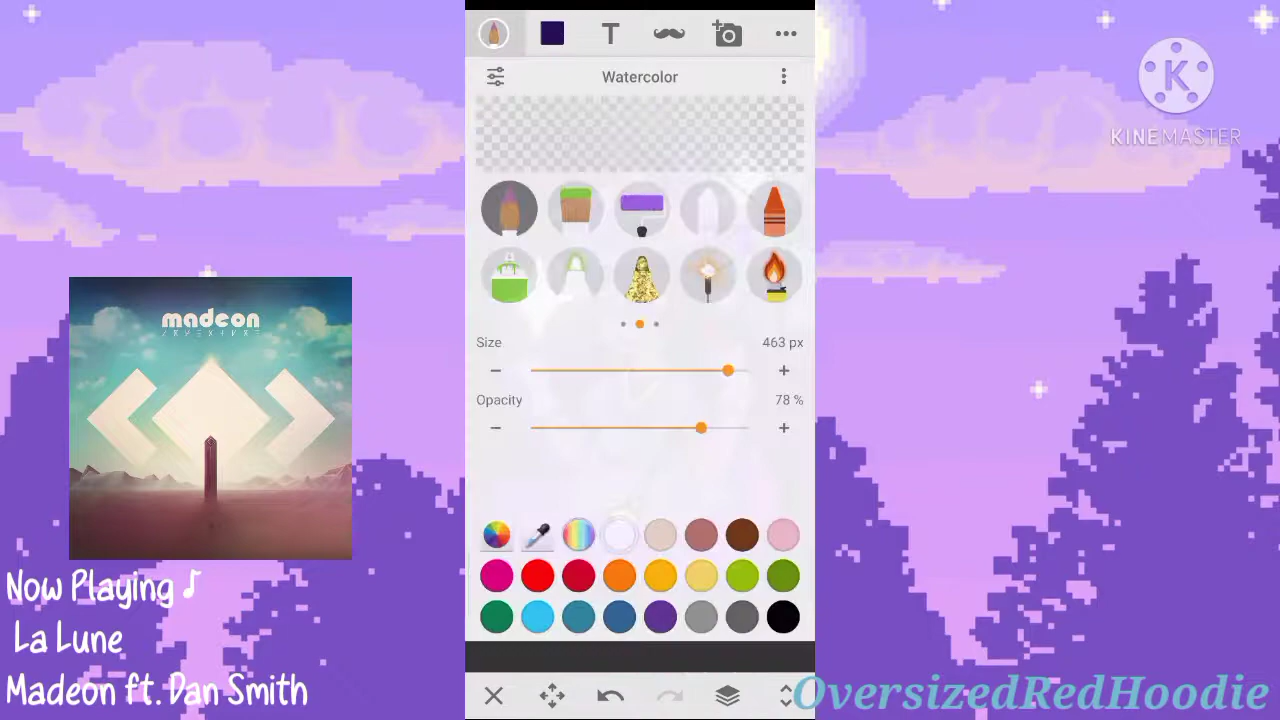 T
Watercolor
KINEMASTER
K
madeon
Size
463 px
Opacity
78 %
Now Playing ♪
La Lune
Madeon ft. Dan Smith
OversizedRedHoodie